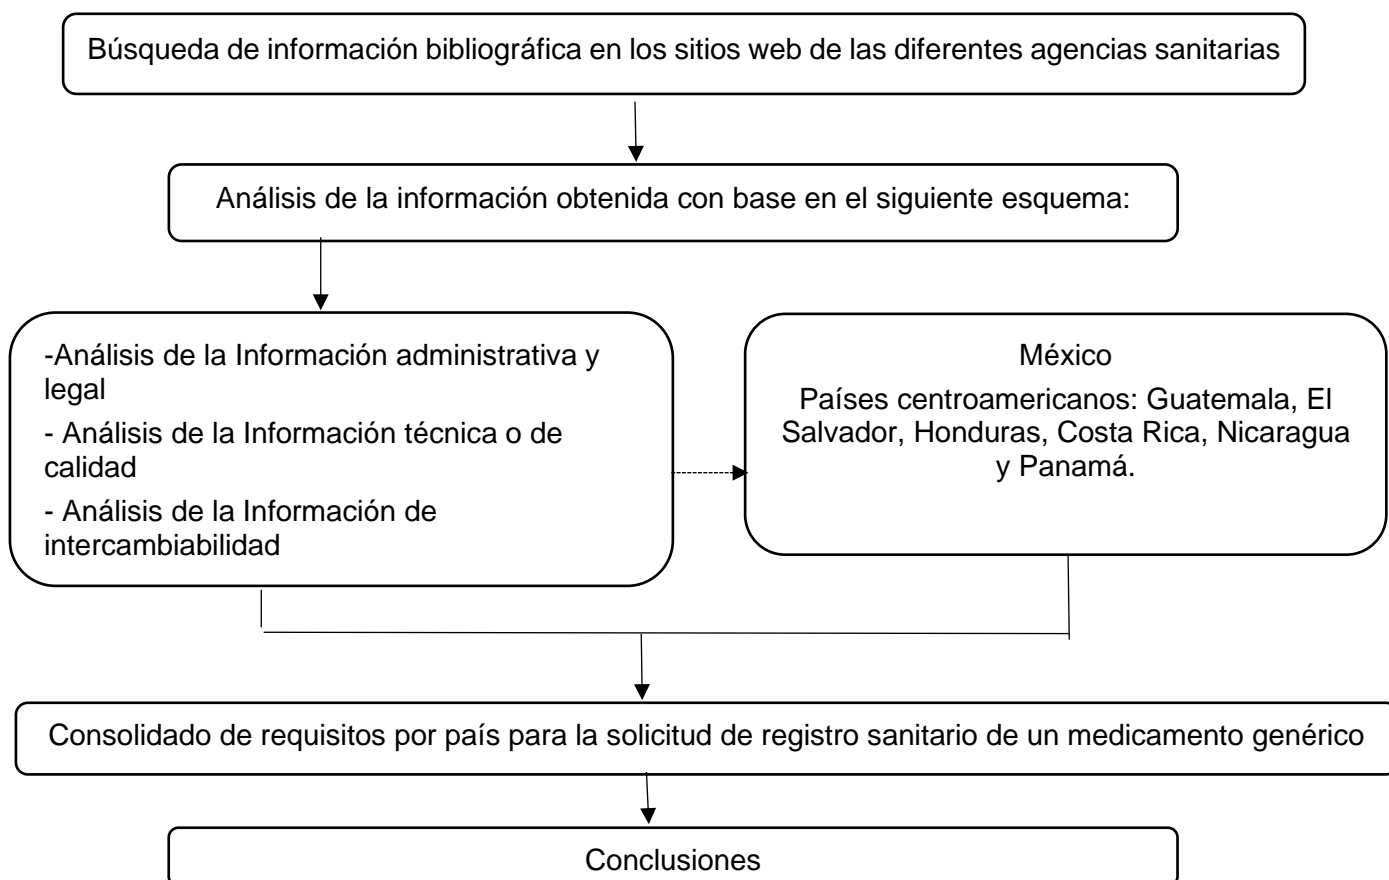 Búsqueda de información bibliográfica en los sitios web de las diferentes agencias sanitarias
Análisis de la información obtenida con base en el siguiente esquema:
-Análisis de la Información administrativa y
legal
- Análisis de la Información técnica o de
calidad
- Análisis de la Información de
intercambiabilidad
México
Países centroamericanos: Guatemala, El
Salvador, Honduras, Costa Rica, Nicaragua
y Panamá.
Consolidado de requisitos por país para la solicitud de registro sanitario de un medicamento genérico
Conclusiones